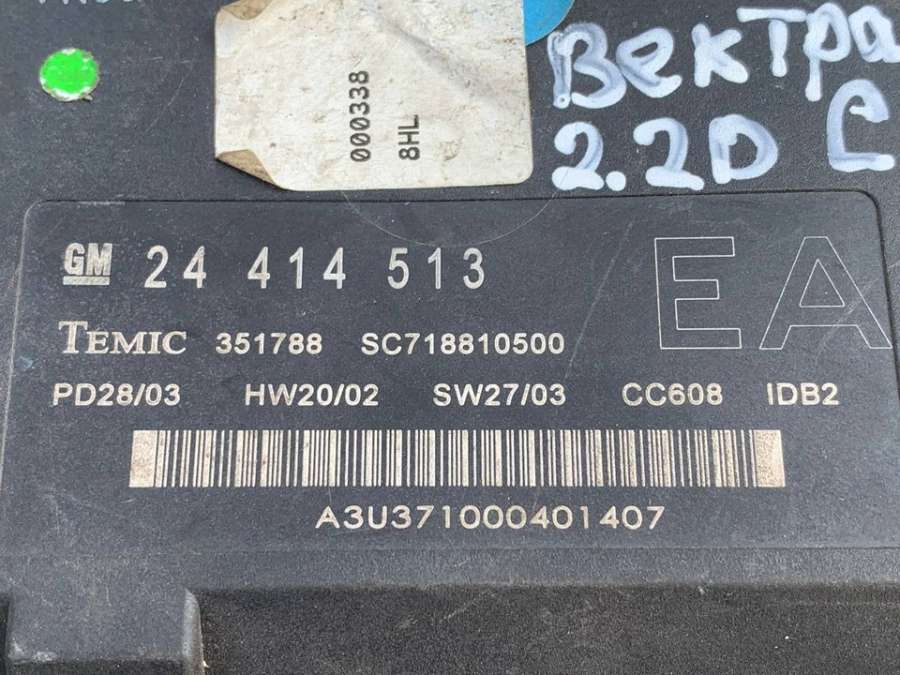 000338
8HL
Вектра
2.2D C
GM 24 414 513
EA
TEMIC 351788 SC718810500
PD28/03 HW20/02 SW27/03 CC608 IDB2
A3U371000401407